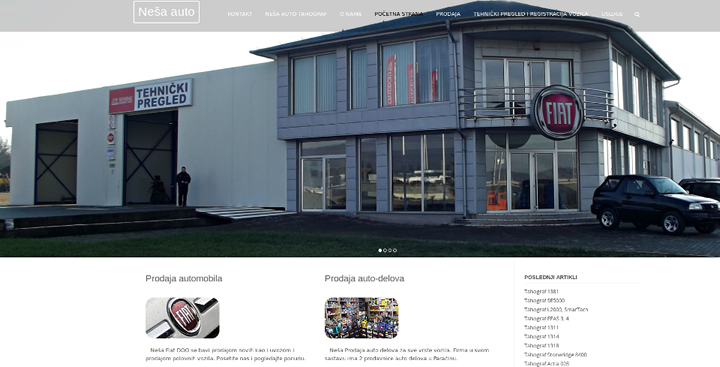 Neša auto
KONTAKT NEŠA AUTO TAHOGRAF O NAMA POČETNA STRANA PRODAJA TEHNIČKI PREGLED I REGISTRACIJA VOZILA USLUGE
TEHNIČKI
PREGLED
FIAT
Prodaja automobila
Prodaja auto-delova
FIAT
Neša Fiat DOO se bavi prodajom novih kao i uvozom i
prodajom polovnih vozila. Posetite nas i pogledajte ponudu.
Neša Prodaja auto delova za sve vrste vozila. Firma u svom
sastavu ima 2 prodavnice auto delova u Paraćinu.
POSLEDNJI ARTIKLI
Tahograf 1381
Tahograf SE5000
Tahograf L2000, SmarTach
Tahograf EFAS 3, 4
Tahograf 1311
Tahograf 1314
Tahograf 1318
Tahograf Stoneridge 8400
Tahograf Actia 028